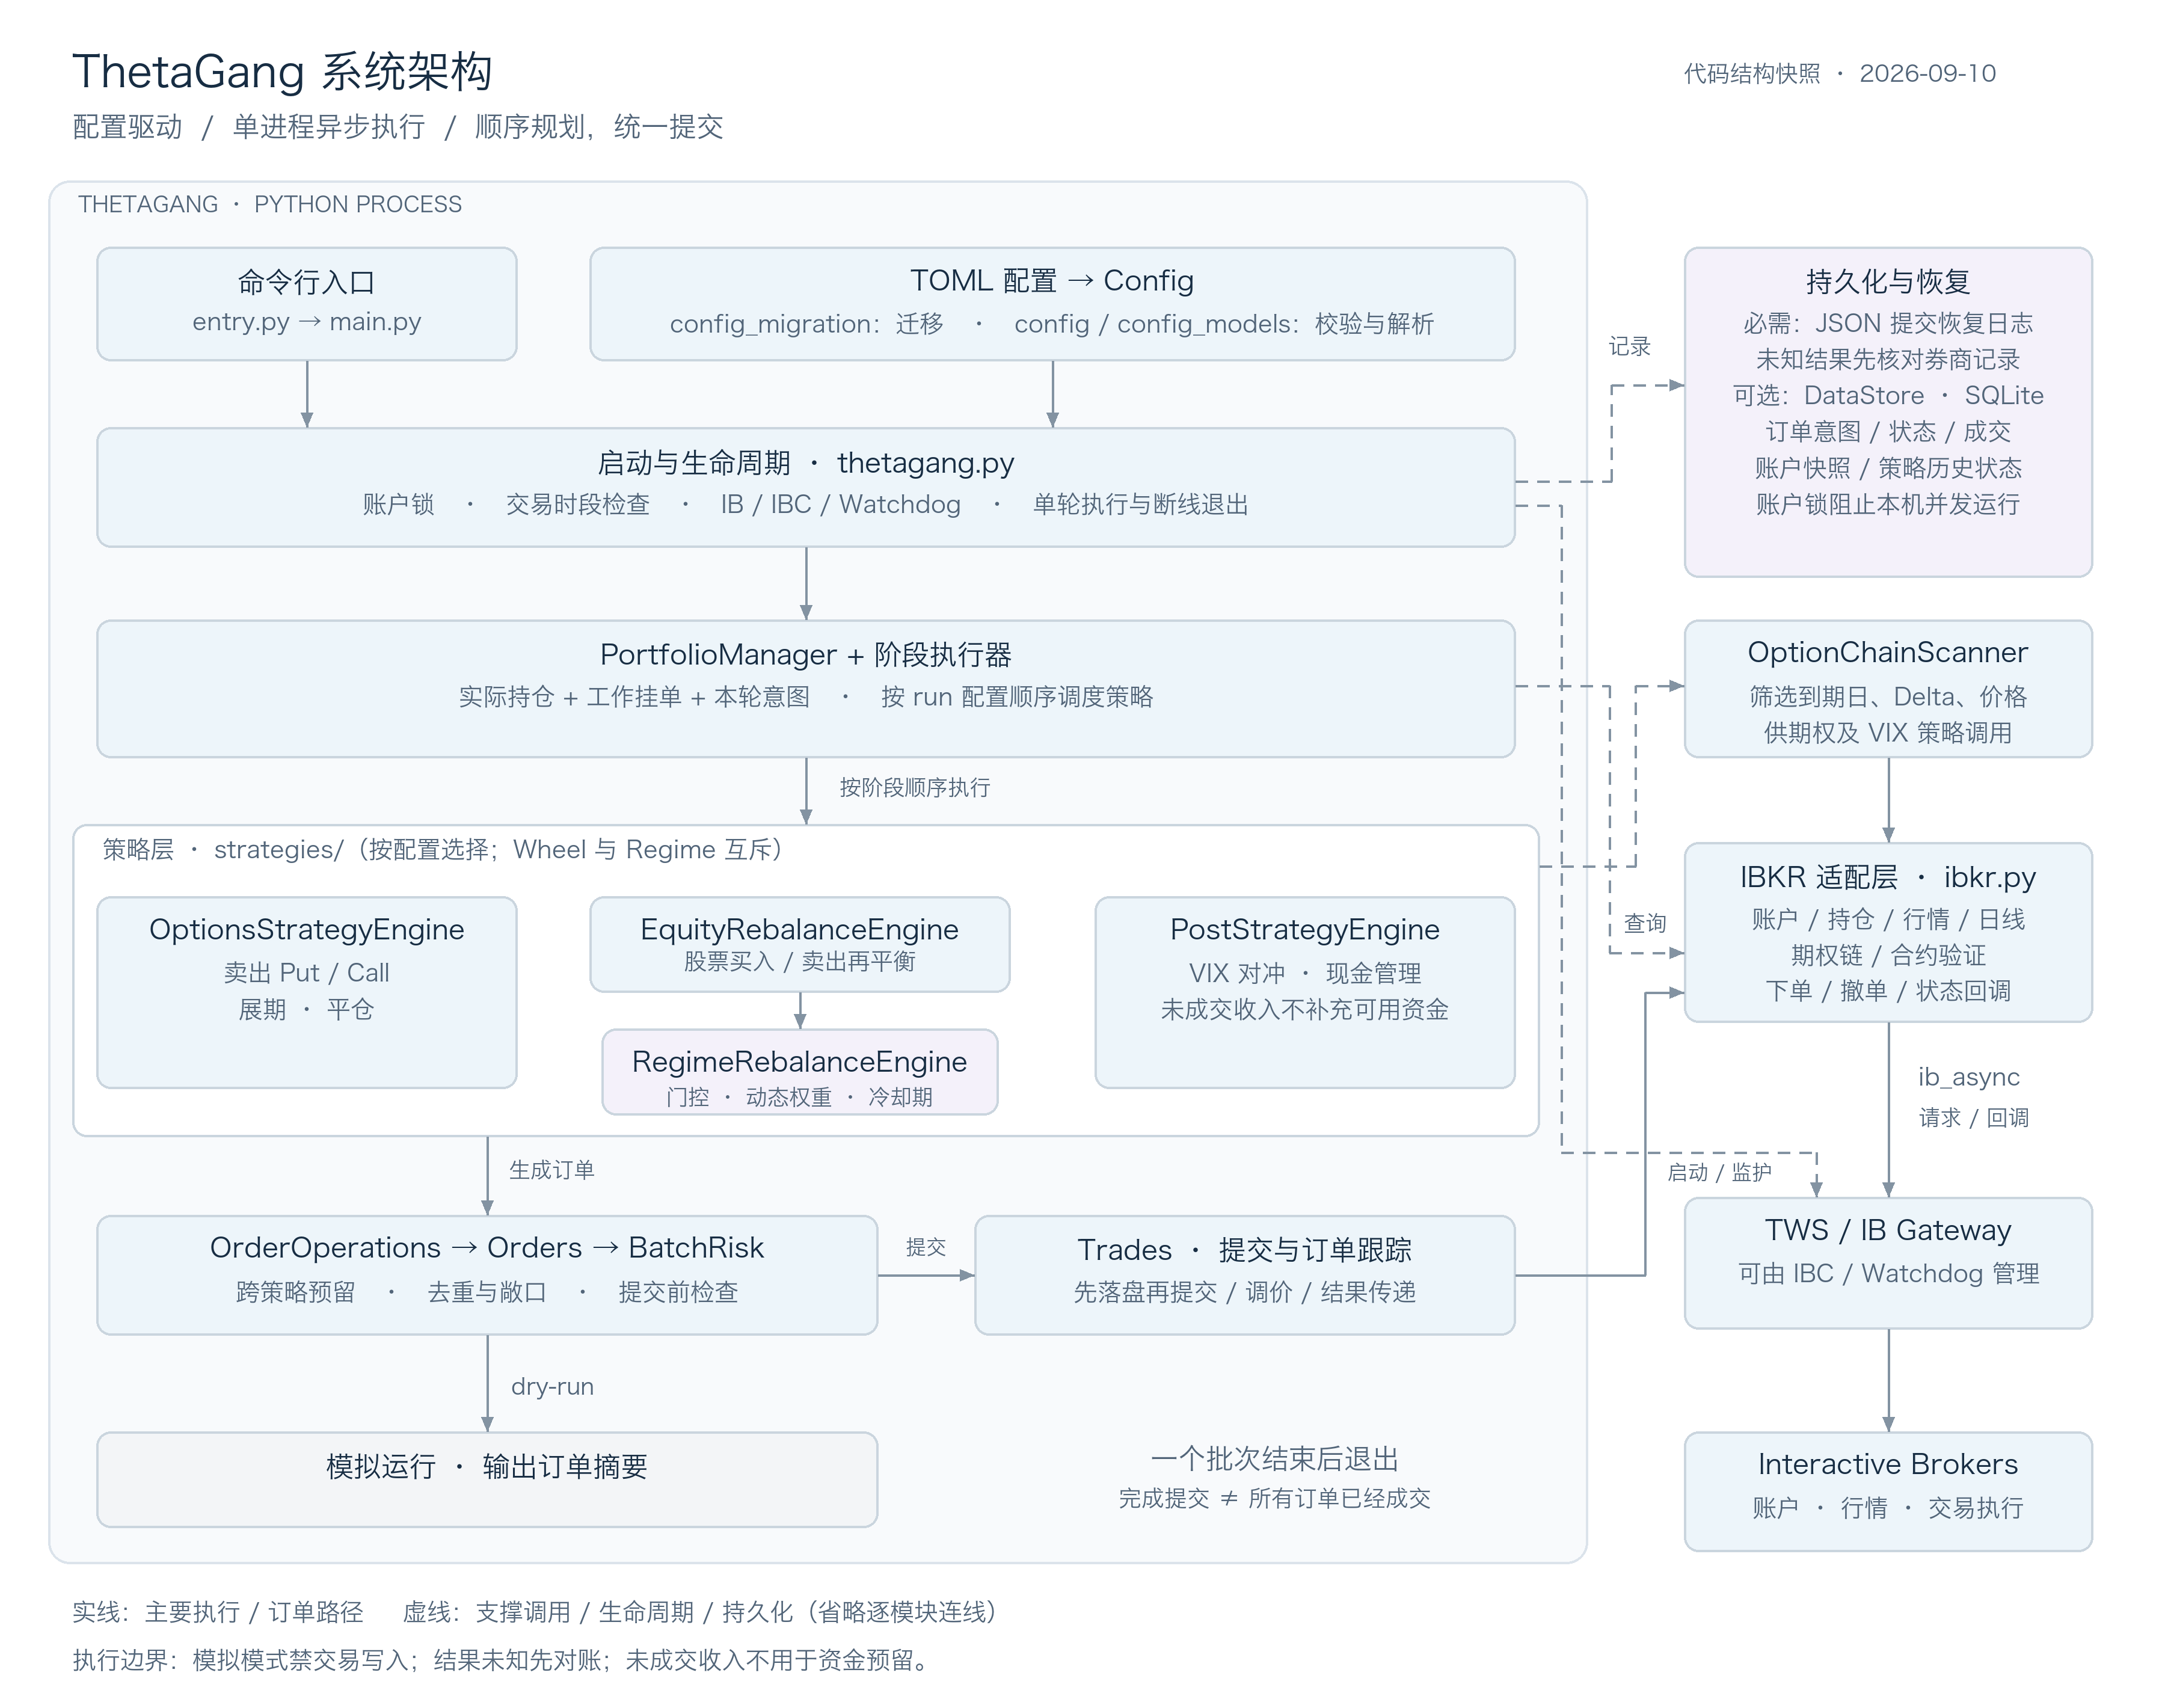 ThetaGang 系统架构
代码结构快照 · 2026-09-10
配置驱动 / 单进程异步执行 / 顺序规划，统一提交
THETAGANG · PYTHON PROCESS
命令行入口
entry.py → main.py
TOML 配置 → Config
config_migration：迁移 · config / config_models：校验与解析
持久化与恢复
必需：JSON 提交恢复日志
未知结果先核对券商记录
可选：DataStore · SQLite
订单意图 / 状态 / 成交
账户快照 / 策略历史状态
账户锁阻止本机并发运行
记录
启动与生命周期 · thetagang.py
账户锁 · 交易时段检查 · IB / IBC / Watchdog · 单轮执行与断线退出
PortfolioManager + 阶段执行器
实际持仓 + 工作挂单 + 本轮意图 · 按 run 配置顺序调度策略
OptionChainScanner
筛选到期日、Delta、价格
供期权及 VIX 策略调用
按阶段顺序执行
策略层 · strategies/（按配置选择；Wheel 与 Regime 互斥）
OptionsStrategyEngine
卖出 Put / Call
展期 · 平仓
EquityRebalanceEngine
股票买入 / 卖出再平衡
RegimeRebalanceEngine
门控 · 动态权重 · 冷却期
PostStrategyEngine
VIX 对冲 · 现金管理
未成交收入不补充可用资金
查询
IBKR 适配层 · ibkr.py
账户 / 持仓 / 行情 / 日线
期权链 / 合约验证
下单 / 撤单 / 状态回调
ib_async
请求 / 回调
生成订单
启动 / 监护
OrderOperations → Orders → BatchRisk
跨策略预留 · 去重与敞口 · 提交前检查
提交
Trades · 提交与订单跟踪
先落盘再提交 / 调价 / 结果传递
TWS / IB Gateway
可由 IBC / Watchdog 管理
dry-run
模拟运行 · 输出订单摘要
一个批次结束后退出
完成提交 ≠ 所有订单已经成交
Interactive Brokers
账户 · 行情 · 交易执行
实线：主要执行 / 订单路径 虚线：支撑调用 / 生命周期 / 持久化（省略逐模块连线）
执行边界：模拟模式禁交易写入；结果未知先对账；未成交收入不用于资金预留。